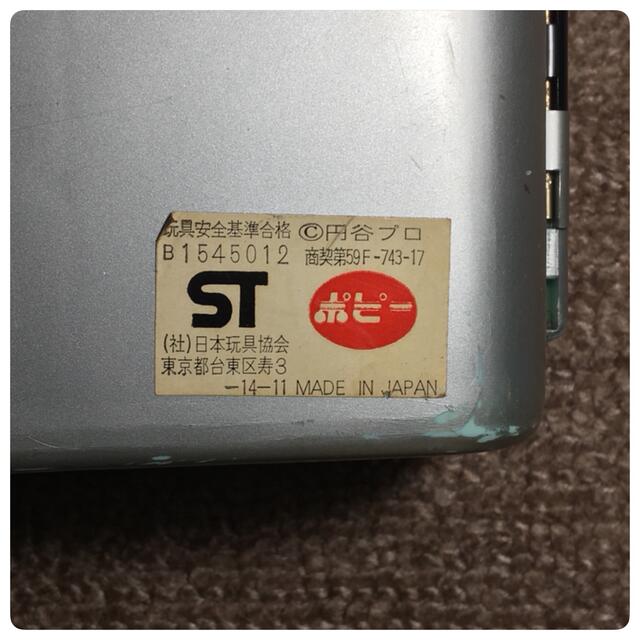 玩具安全基準合格 ©円谷プロ
B1545012 商契第59F-743-17
ST ポピー
(社)日本玩具協会
東京都台東区寿3
-14-11 MADE IN JAPAN